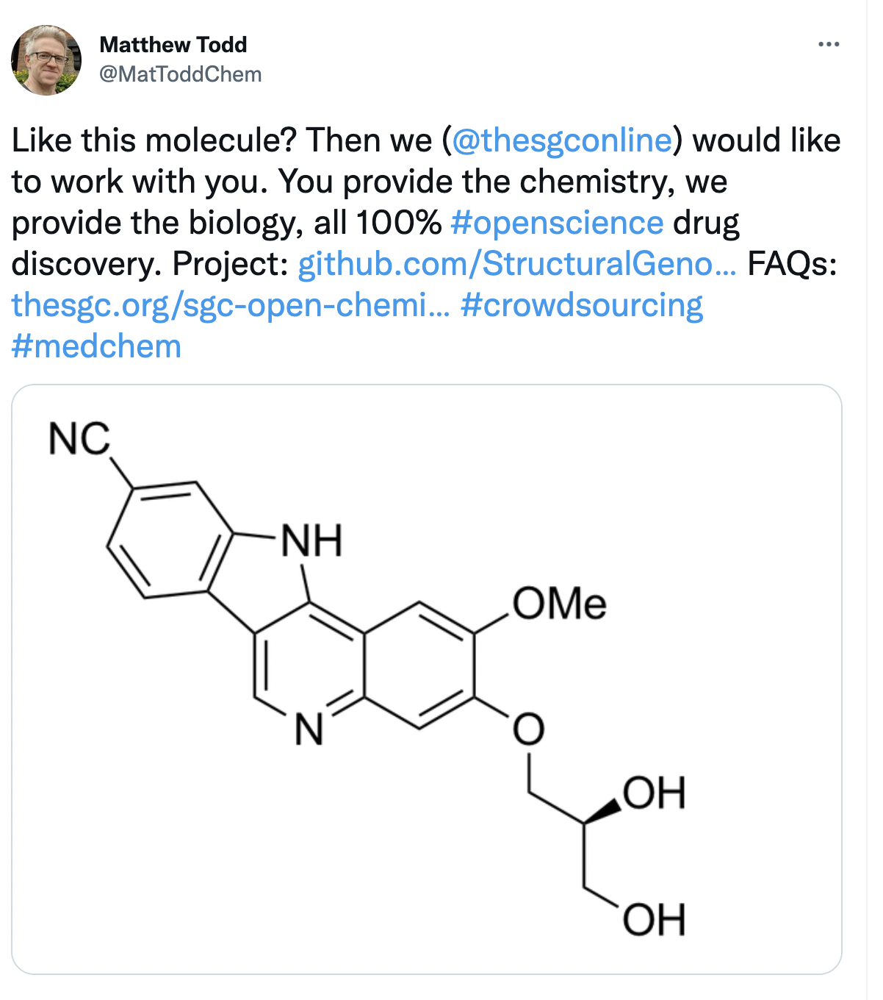 Matthew Todd
@MatToddChem
Like this molecule? Then we (@thesgconline) would like
to work with you. You provide the chemistry, we
provide the biology, all 100% #openscience drug
discovery. Project: github.com/StructuralGeno... FAQs:
thesgc.org/sgc-open-chemi... #crowdsourcing
#medchem
NC
NH
OMe
N
O
OH
OH